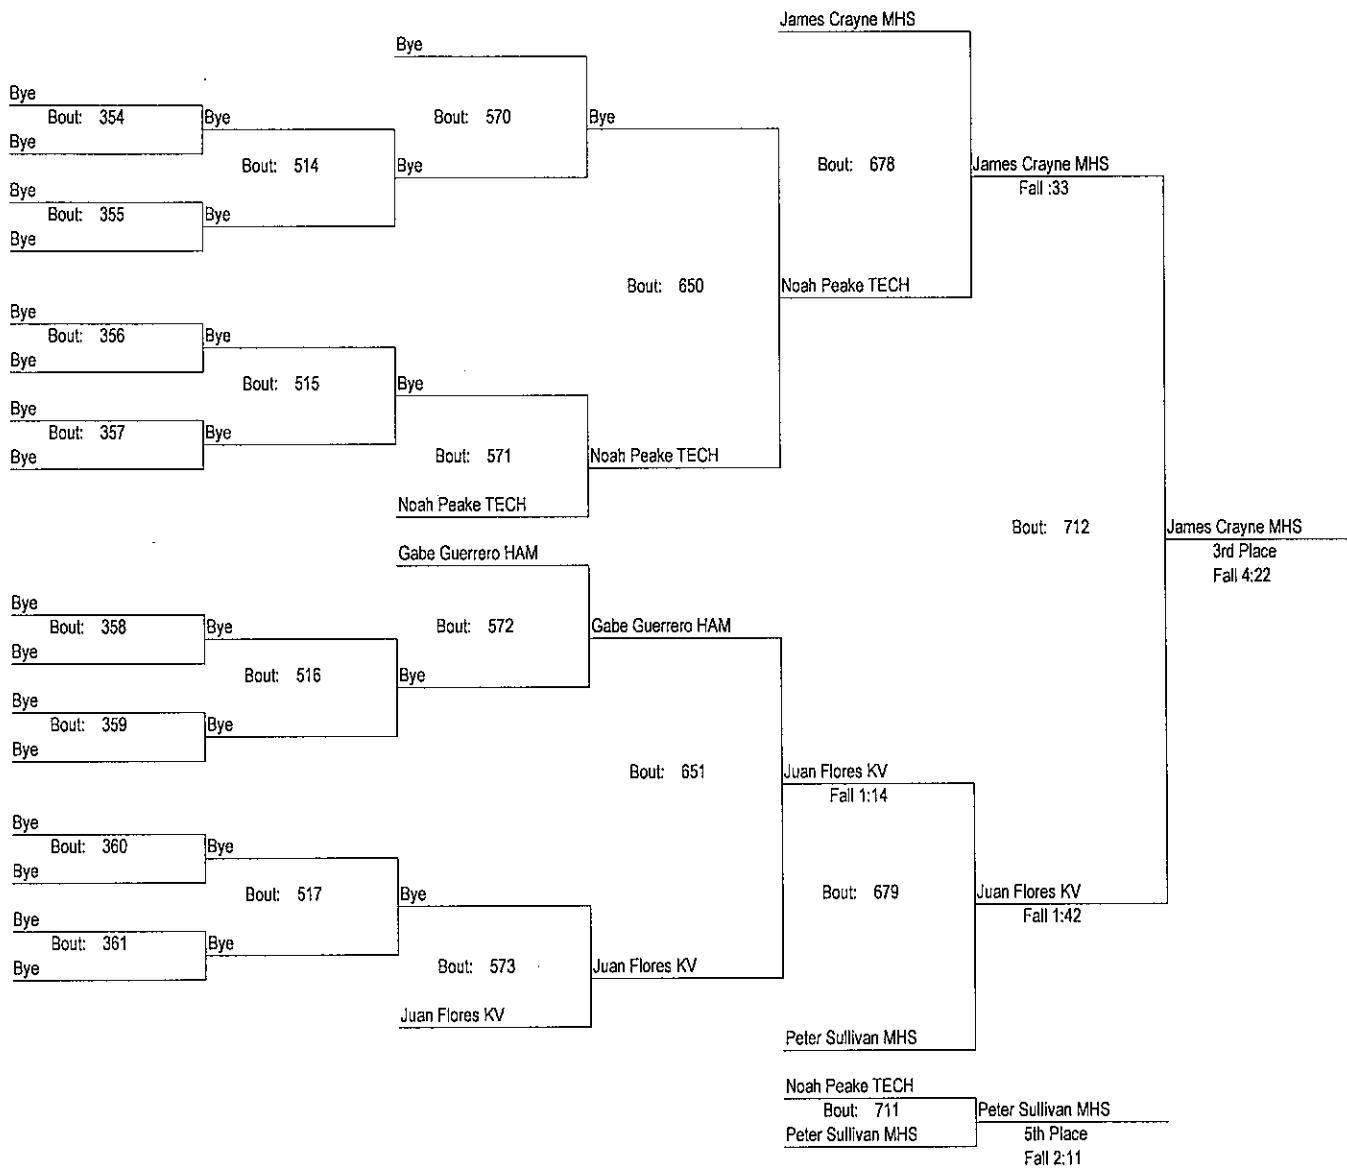 James Crayne MHS
Bye
Bye
Bout: 354
Bye
Bye
Bout: 570
Bye
Bout: 514
Bye
Bout: 678
James Crayne MHS
Fall :33
Bye
Bout: 355
Bye
Bye
Bout: 650
Noah Peake TECH
Bye
Bout: 356
Bye
Bye
Bout: 515
Bye
Bye
Bout: 357
Bye
Bye
Bout: 571
Noah Peake TECH
Noah Peake TECH
Bout: 712
James Crayne MHS
3rd Place
Fall 4:22
Gabe Guerrero HAM
Bye
Bout: 358
Bye
Bye
Bout: 572
Gabe Guerrero HAM
Bout: 516
Bye
Bye
Bout: 359
Bye
Bye
Bout: 651
Juan Flores KV
Fall 1:14
Bye
Bout: 360
Bye
Bye
Bout: 517
Bye
Bout: 679
Juan Flores KV
Fall 1:42
Bye
Bout: 361
Bye
Bye
Bout: 573
Juan Flores KV
Juan Flores KV
Peter Sullivan MHS
Noah Peake TECH
Bout: 711
Peter Sullivan MHS
Peter Sullivan MHS
5th Place
Fall 2:11